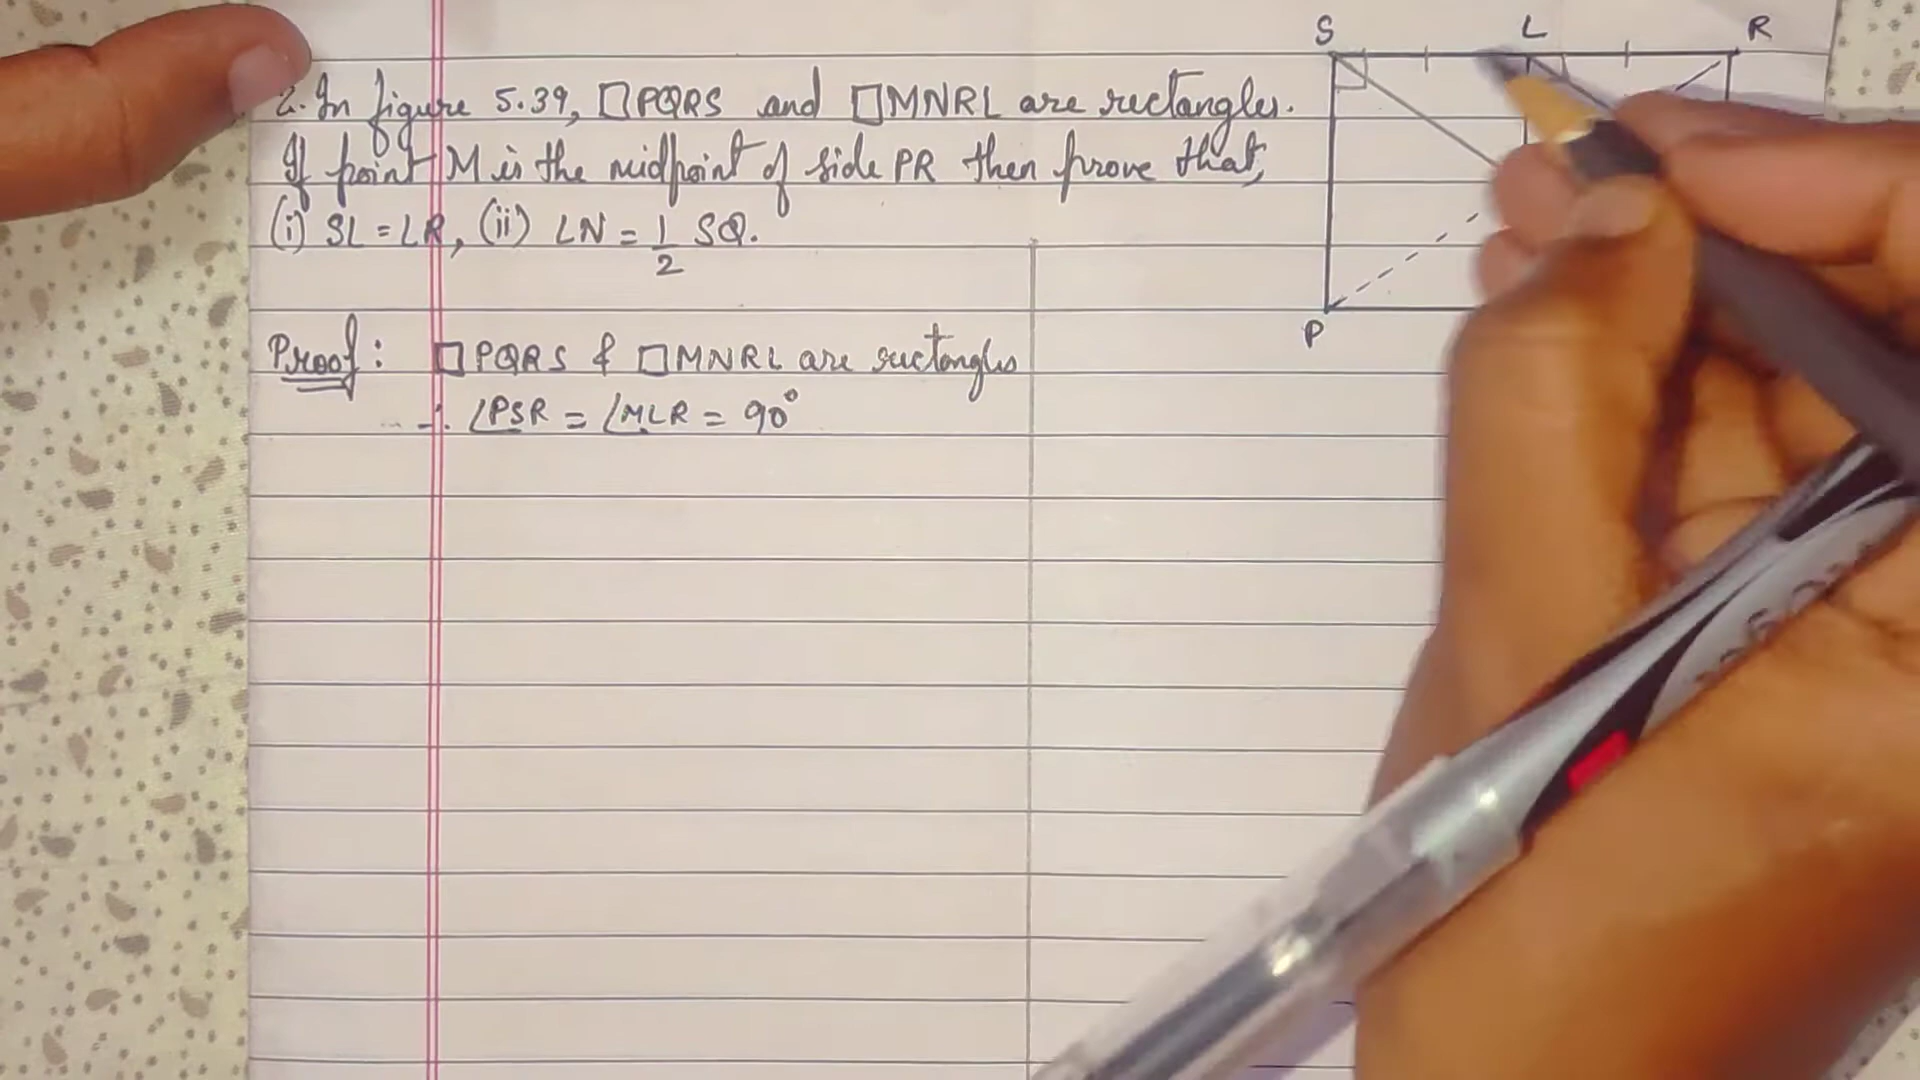 2. In figure 5.39, □PQRS and □MNRL are rectangles.
If point M is the midpoint of side PR then prove that,
(i) SL = LR, (ii) LN = 1/2 SQ.
Proof: □PQRS & □MNRL are rectangles
∴ ∠PSR = ∠MLR = 90°
S L R
P